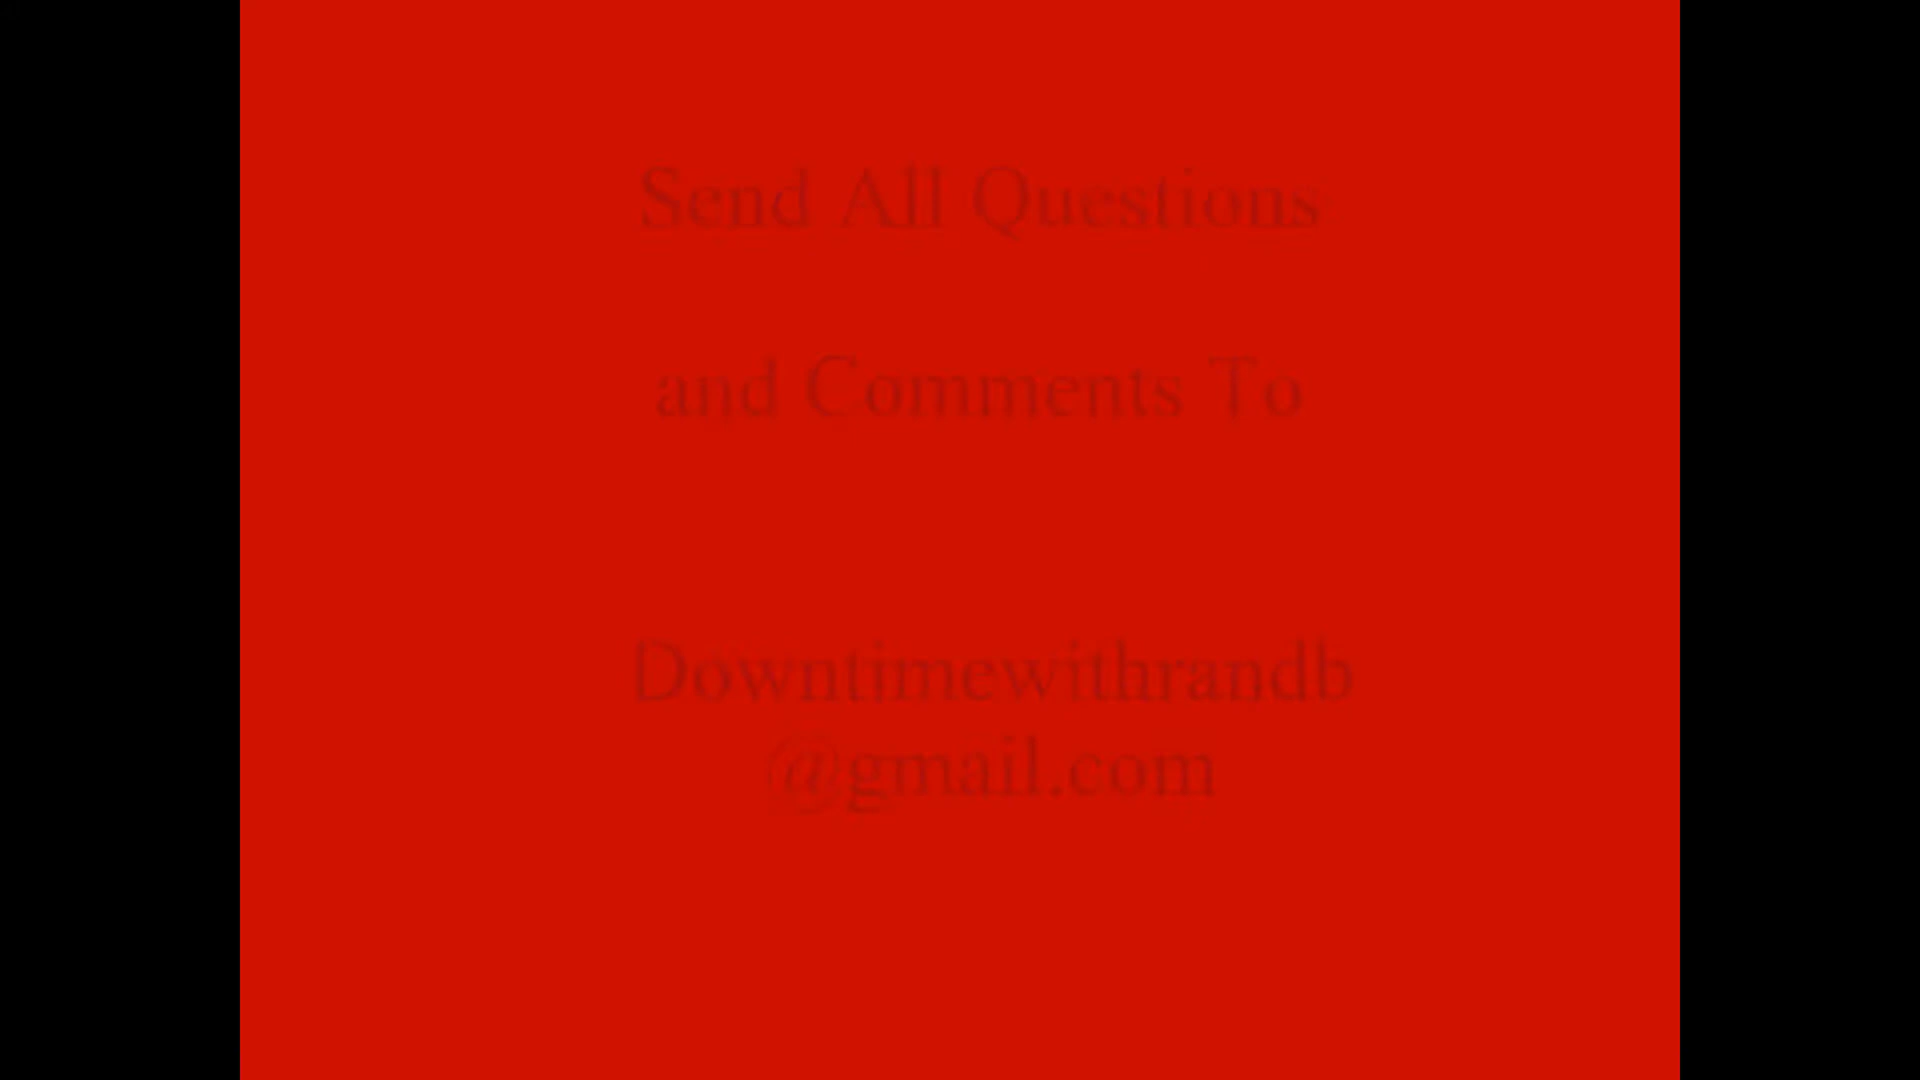 Send All Questions
and Comments To
Downtimewithrandb
@gmail.com